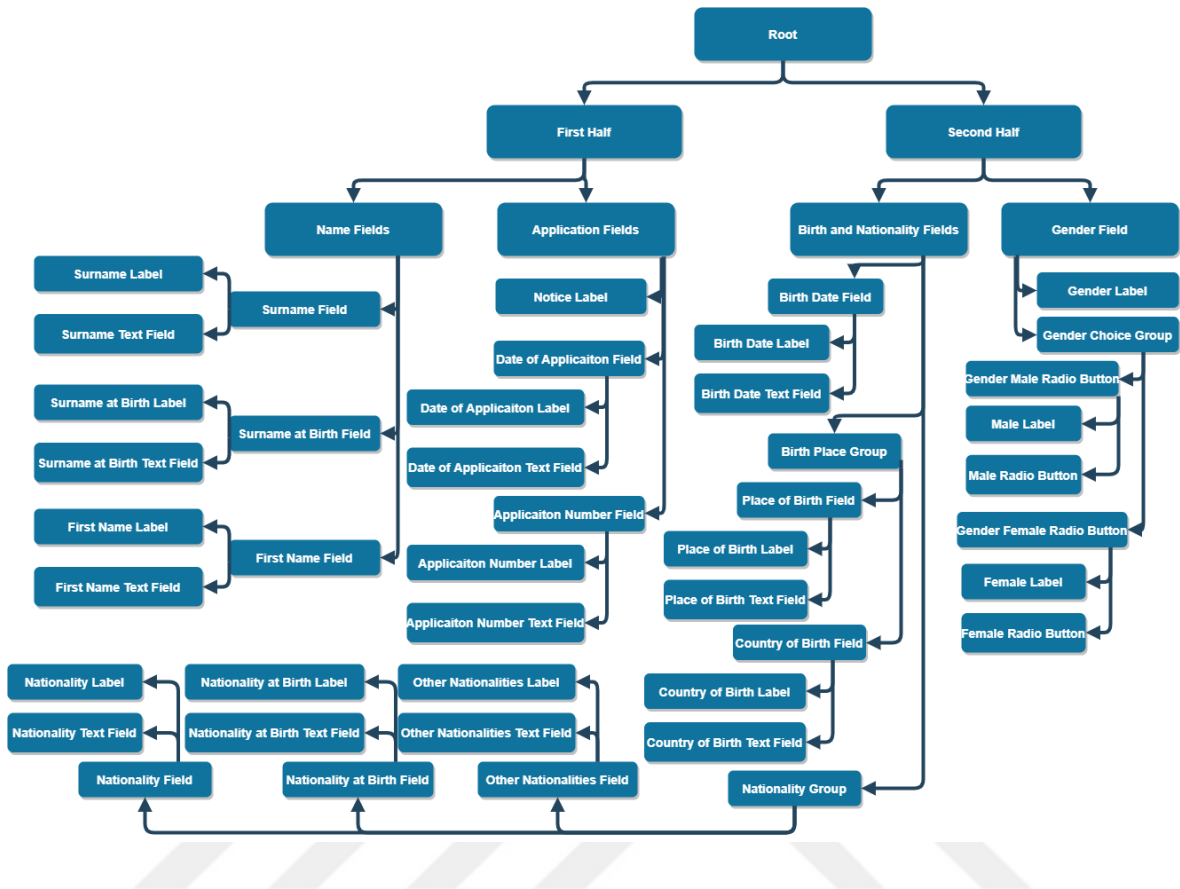 Root
First Half
Second Half
Name Fields
Application Fields
Birth and Nationality Fields
Gender Field
Surname Label
Surname Field
Surname Text Field
Surname at Birth Label
Surname at Birth Field
Surname at Birth Text Field
First Name Label
First Name Field
First Name Text Field
Notice Label
Date of Applicaiton Field
Date of Applicaiton Label
Date of Applicaiton Text Field
Applicaiton Number Field
Applicaiton Number Label
Applicaiton Number Text Field
Birth Date Field
Birth Date Label
Birth Date Text Field
Birth Place Group
Place of Birth Field
Place of Birth Label
Place of Birth Text Field
Country of Birth Field
Country of Birth Label
Country of Birth Text Field
Nationality Group
Gender Label
Gender Choice Group
Gender Male Radio Button
Male Label
Male Radio Button
Gender Female Radio Button
Female Label
Female Radio Button
Nationality Label
Nationality Text Field
Nationality Field
Nationality at Birth Label
Nationality at Birth Text Field
Nationality at Birth Field
Other Nationalities Label
Other Nationalities Text Field
Other Nationalities Field